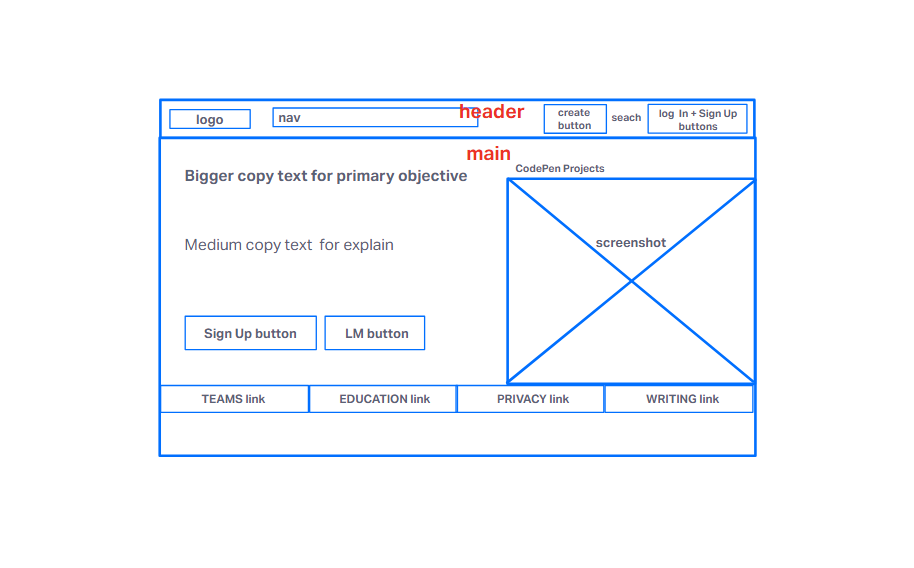 logo
nav
header
create
button
seach
log In + Sign Up
buttons
main
Bigger copy text for primary objective
CodePen Projects
Medium copy text for explain
screenshot
Sign Up button
LM button
TEAMS link
EDUCATION link
PRIVACY link
WRITING link